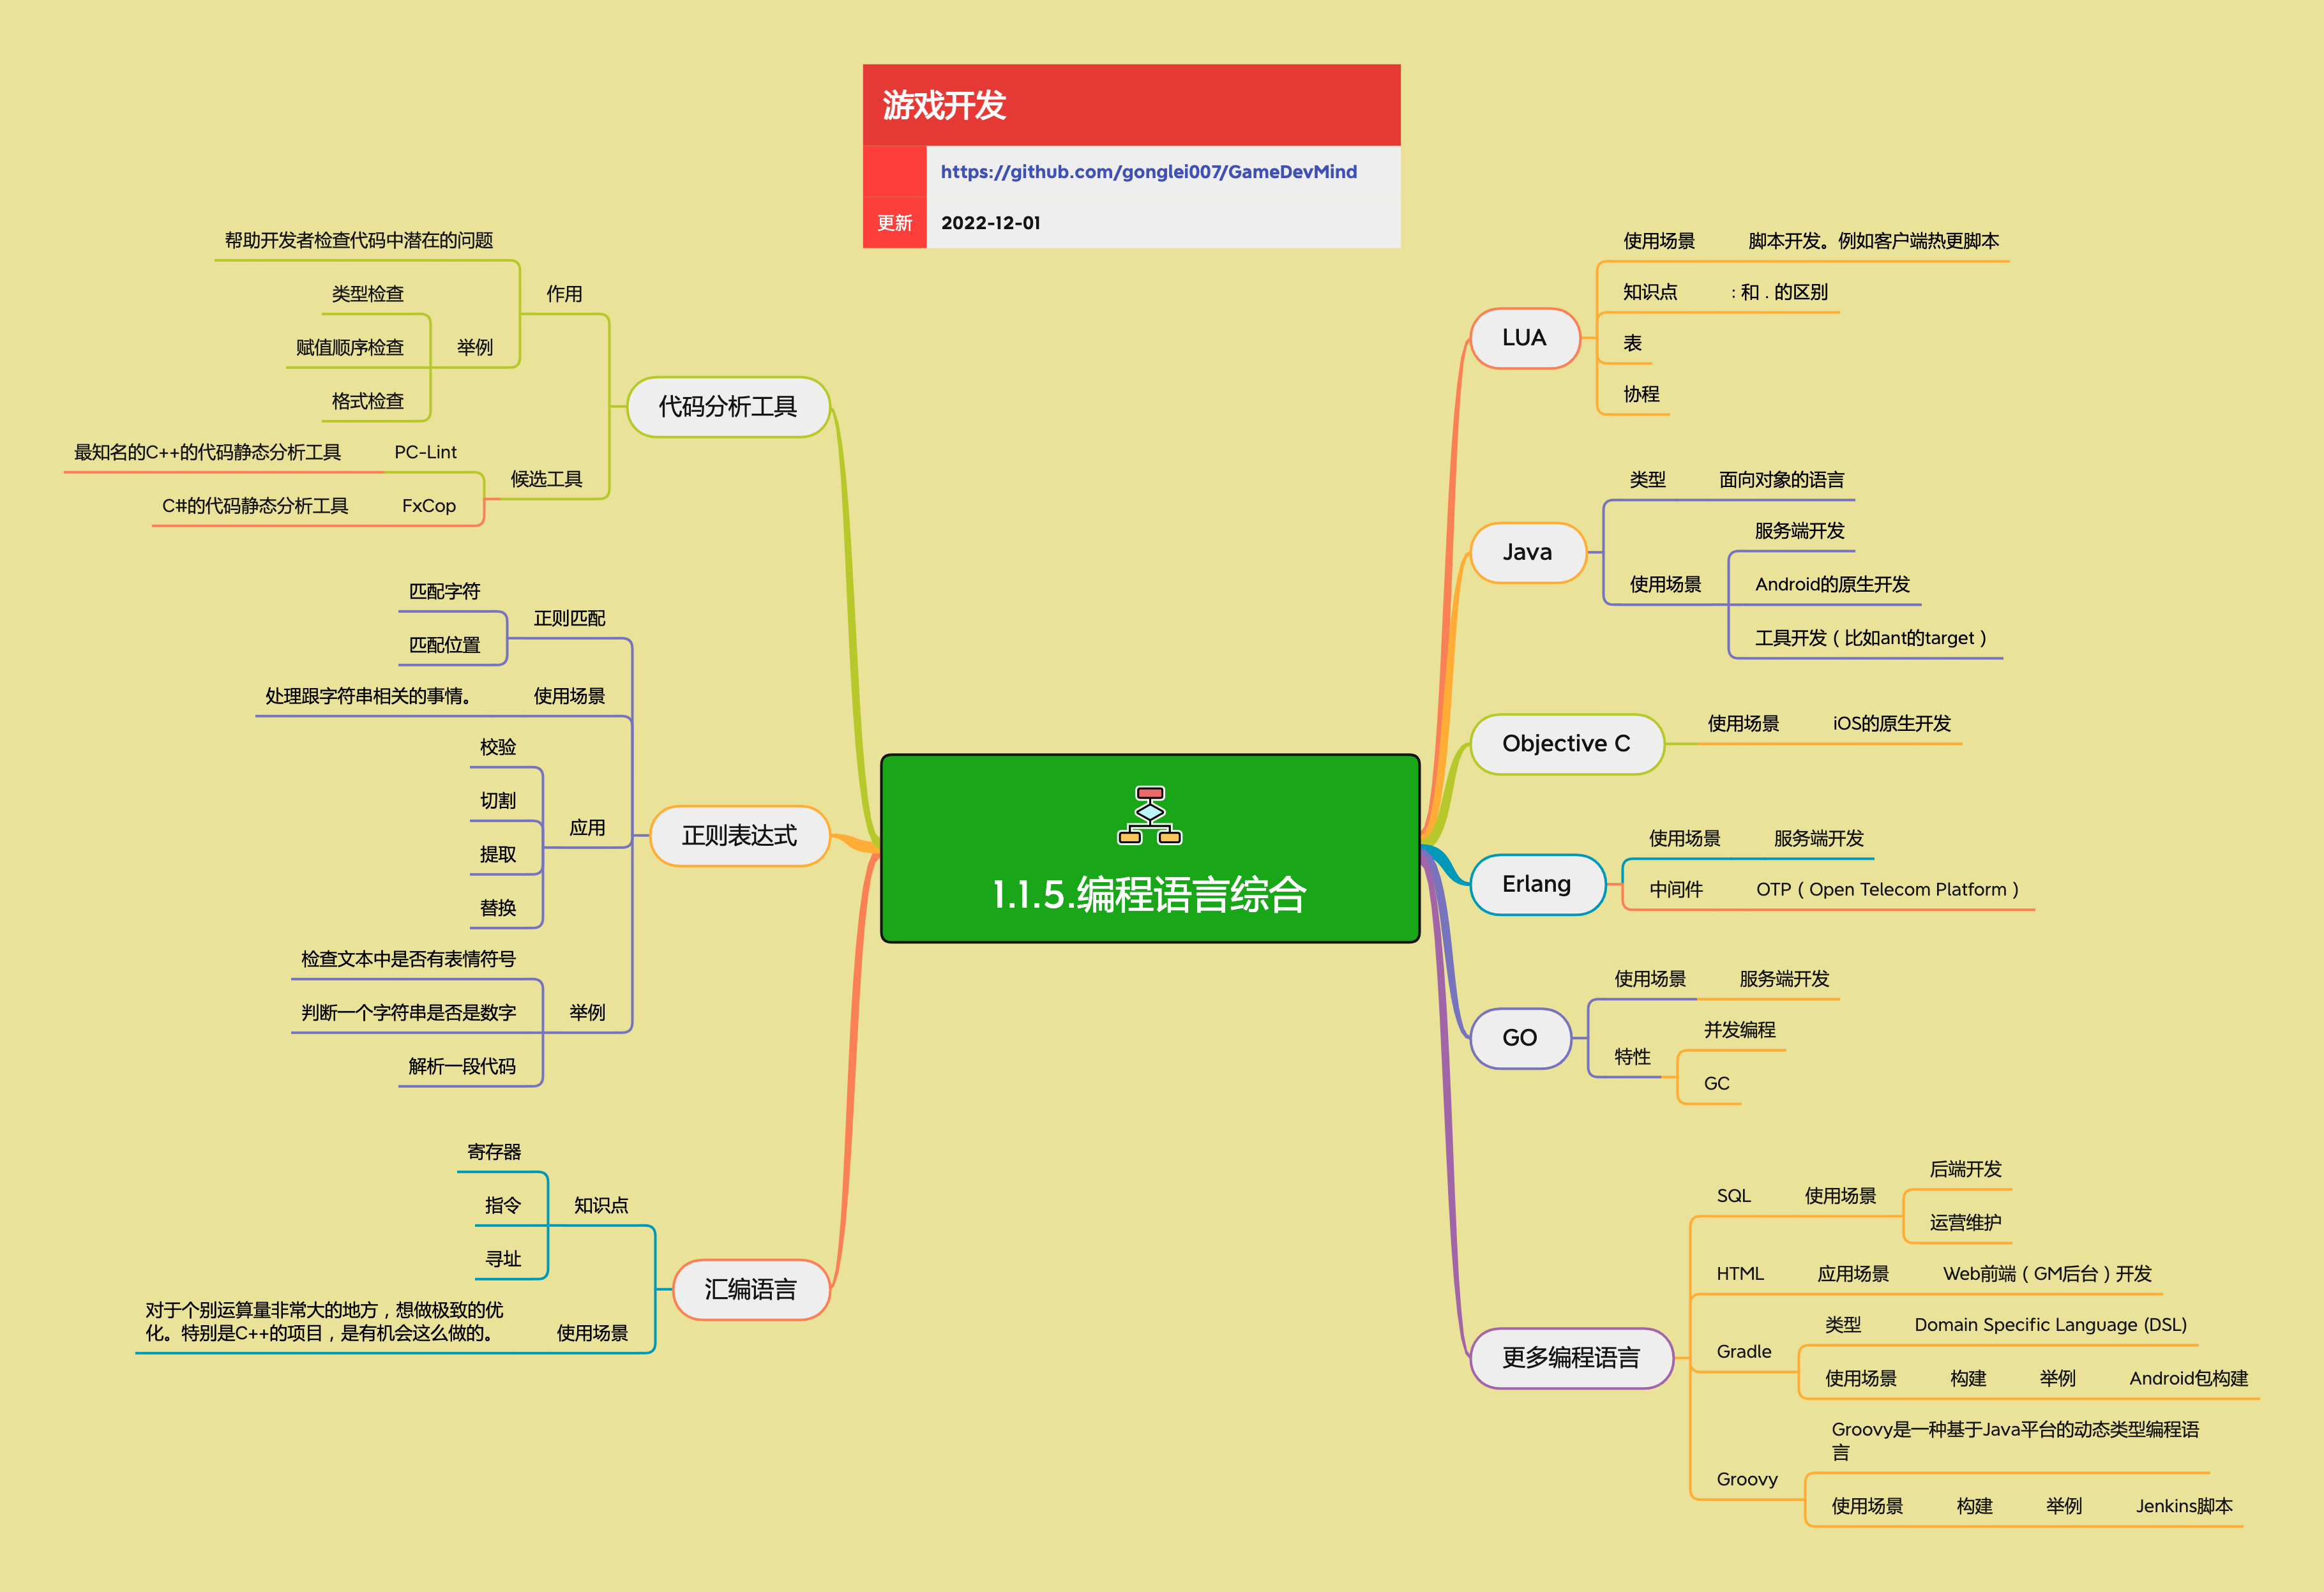 游戏开发
https://github.com/gonglei007/GameDevMind
更新 2022-12-01
1.1.5.编程语言综合
LUA
使用场景 脚本开发。例如客户端热更脚本
知识点 : 和 . 的区别
表
协程
Java
类型 面向对象的语言
使用场景
服务端开发
Android的原生开发
工具开发（比如ant的target）
Objective C
使用场景 iOS的原生开发
Erlang
使用场景 服务端开发
中间件 OTP（Open Telecom Platform）
GO
使用场景 服务端开发
特性
并发编程
GC
更多编程语言
SQL 使用场景
后端开发
运营维护
HTML 应用场景 Web前端（GM后台）开发
Gradle
类型 Domain Specific Language (DSL)
使用场景 构建 举例 Android包构建
Groovy
Groovy是一种基于Java平台的动态类型编程语
言
使用场景 构建 举例 Jenkins脚本
代码分析工具
作用
帮助开发者检查代码中潜在的问题
举例
类型检查
赋值顺序检查
格式检查
候选工具
最知名的C++的代码静态分析工具 PC-Lint
C#的代码静态分析工具 FxCop
正则表达式
正则匹配
匹配字符
匹配位置
处理跟字符串相关的事情。 使用场景
应用
校验
切割
提取
替换
举例
检查文本中是否有表情符号
判断一个字符串是否是数字
解析一段代码
汇编语言
知识点
寄存器
指令
寻址
对于个别运算量非常大的地方，想做极致的优
化。特别是C++的项目，是有机会这么做的。 使用场景